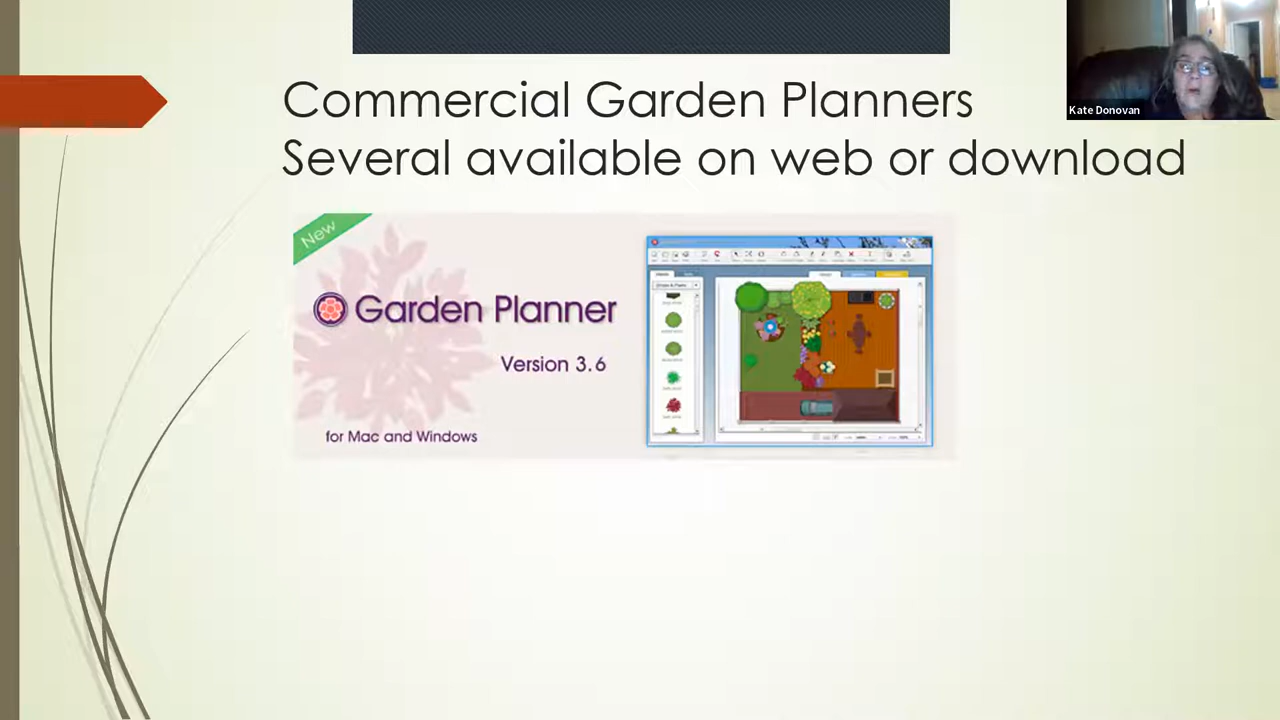 Commercial Garden Planners
Several available on web or download
Kate Donovan
New
Garden Planner
Version 3.6
for Mac and Windows